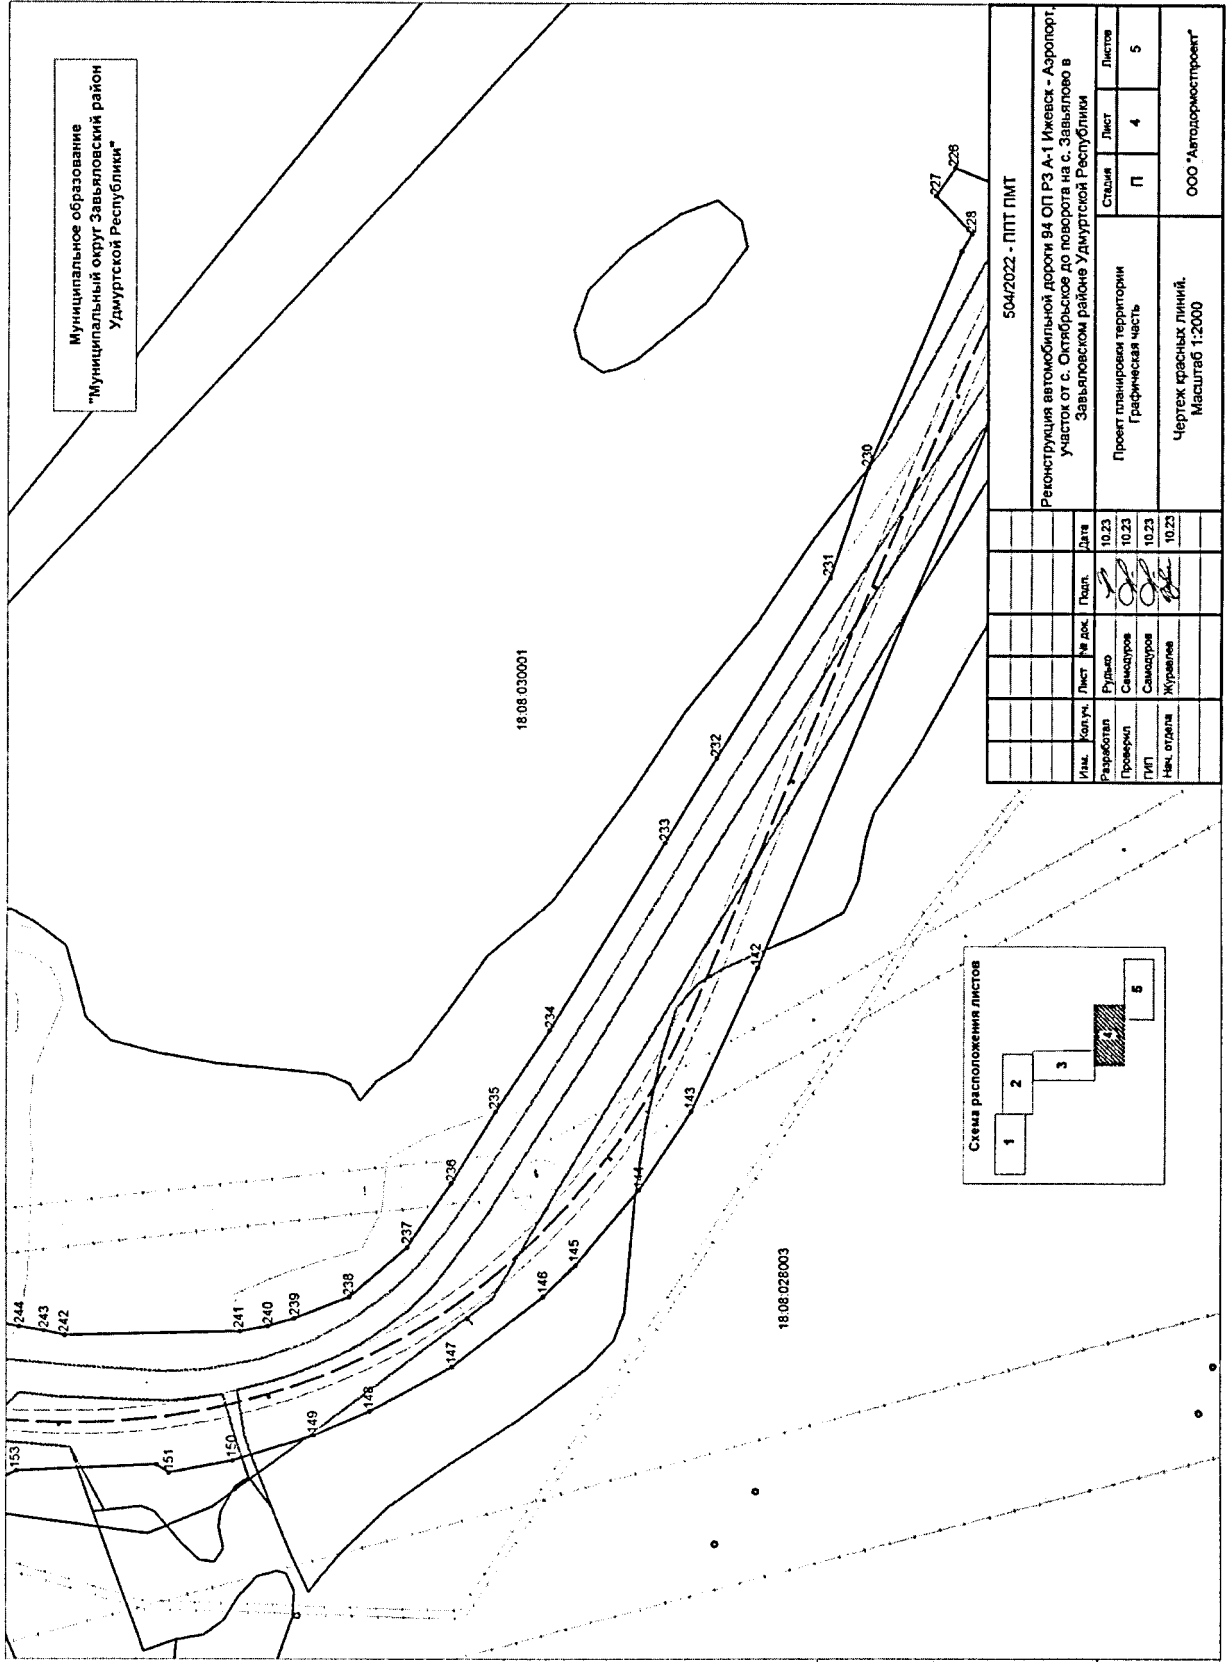 Муниципальное образование
"Муниципальный округ Завьяловский район
Удмуртской Республики"
244
243
242
241
240
239
238
237
236
235
234
233
232
231
230
228
227
226
153
151
150
149
148
147
146
145
144
143
142
18:08:030001
18:08:028003
Схема расположения листов
1
2
3
4
5
504/2022 - ППТ ПМТ
Реконструкция автомобильной дороги 94 ОП РЗ А-1 Ижевск - Аэропорт,
участок от с. Октябрьское до поворота на с. Завьялово в
Завьяловском районе Удмуртской Республики
Изм. Кол.уч. Лист № док. Подп. Дата
Разработал Рудько 10.23
Проверил Самодуров 10.23
ГИП Самодуров 10.23
Нач. отдела Журавлев 10.23
Проект планировки территории
Графическая часть
Стадия Лист Листов
П 4 5
Чертеж красных линий.
Масштаб 1:2000
ООО "Автодормостпроект"